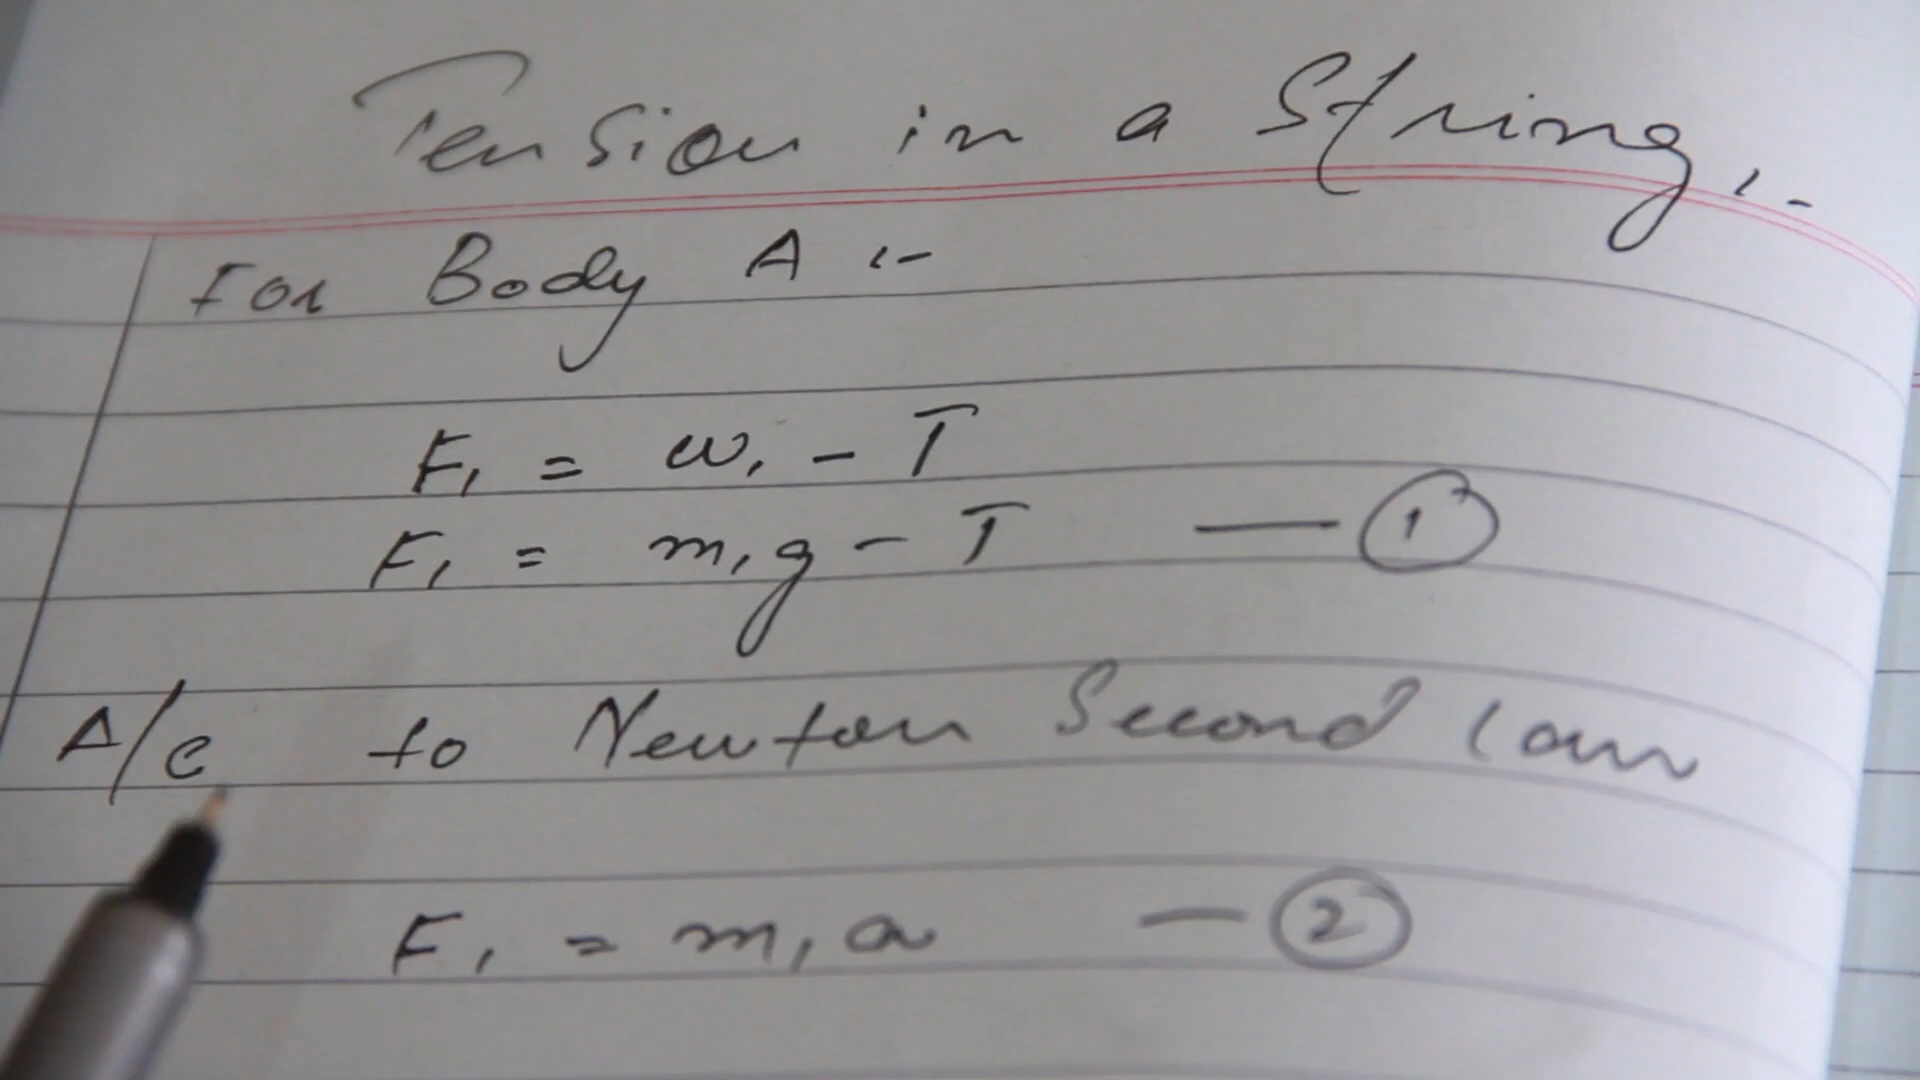 Tension in a String :-
For Body A :-
F₁ = w₁ - T
F₁ = m₁g - T — ①
A/c to Newton Second law
F₁ = m₁a — ②